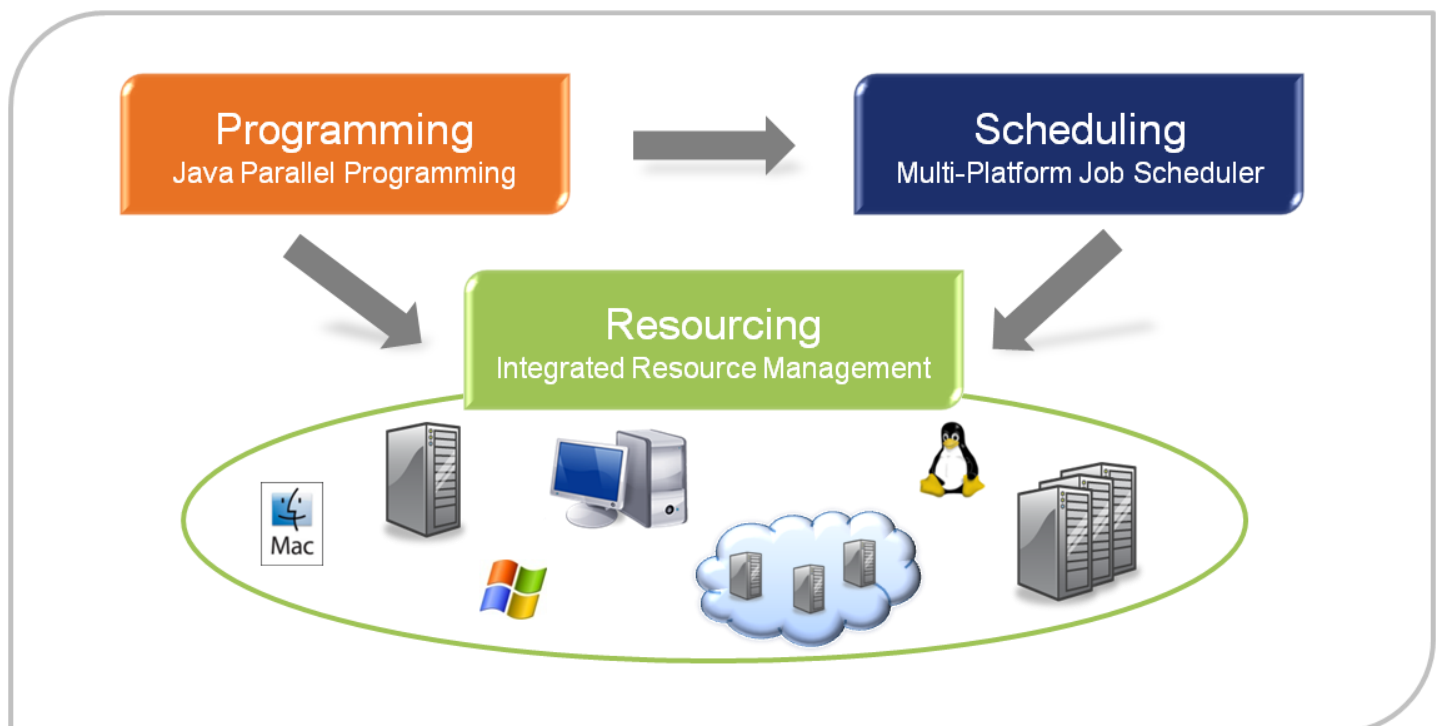 Programming
Java Parallel Programming
Scheduling
Multi-Platform Job Scheduler
Resourcing
Integrated Resource Management
Mac